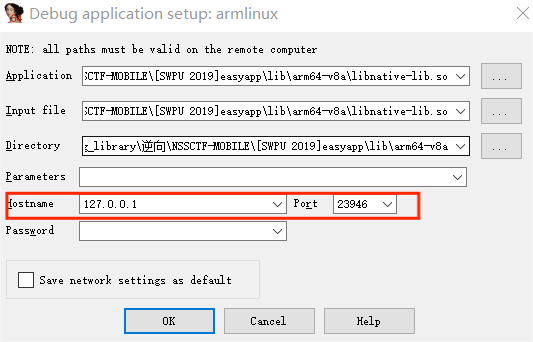 Debug application setup: armlinux
NOTE: all paths must be valid on the remote computer
Application :CTF-MOBILE\[SWPU 2019]easyapp\lib\arm64-v8a\libnative-lib.so ...
Input file :CTF-MOBILE\[SWPU 2019]easyapp\lib\arm64-v8a\libnative-lib.so ...
Directory :_library\逆向\NSSCTF-MOBILE\[SWPU 2019]easyapp\lib\arm64-v8a ...
Parameters
Hostname 127.0.0.1 Port 23946
Password
Save network settings as default
OK Cancel Help